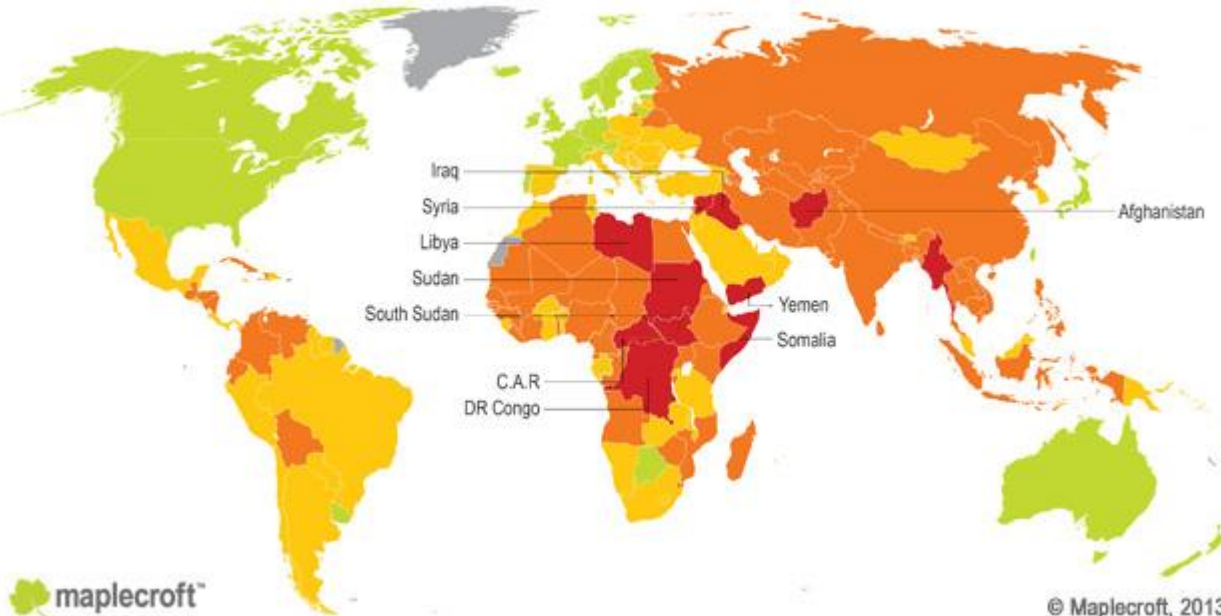 Iraq
Syria
Afghanistan
Libya
Sudan
Yemen
South Sudan
Somalia
C.A.R
DR Congo
maplecroft™
© Maplecroft, 2013